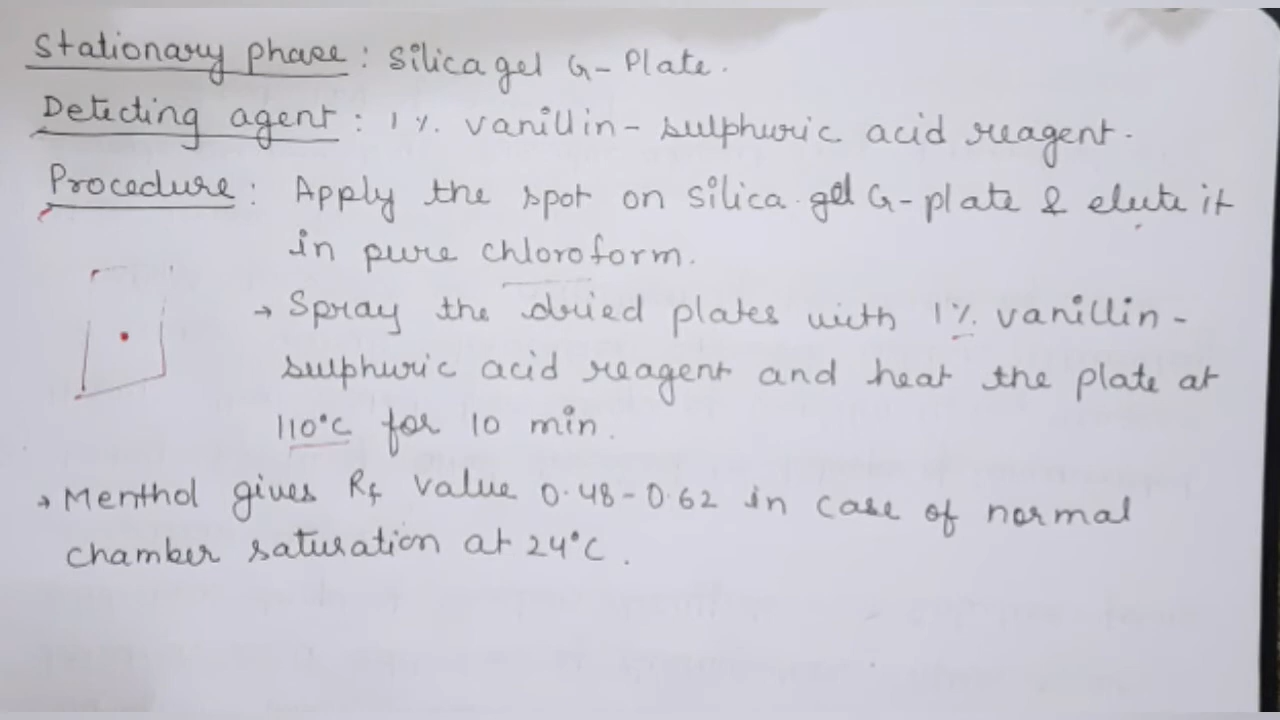 Stationary phase : Silica gel G-Plate.
Detecting agent : 1 %. vanillin - sulphuric acid reagent.
Procedure : Apply the spot on silica gel G-plate & elute it
in pure chloroform.
→ Spray the dried plates with 1 %. vanillin -
sulphuric acid reagent and heat the plate at
110°C for 10 min.
→ Menthol gives Rf value 0.48-0.62 in case of normal
chamber saturation at 24°C.